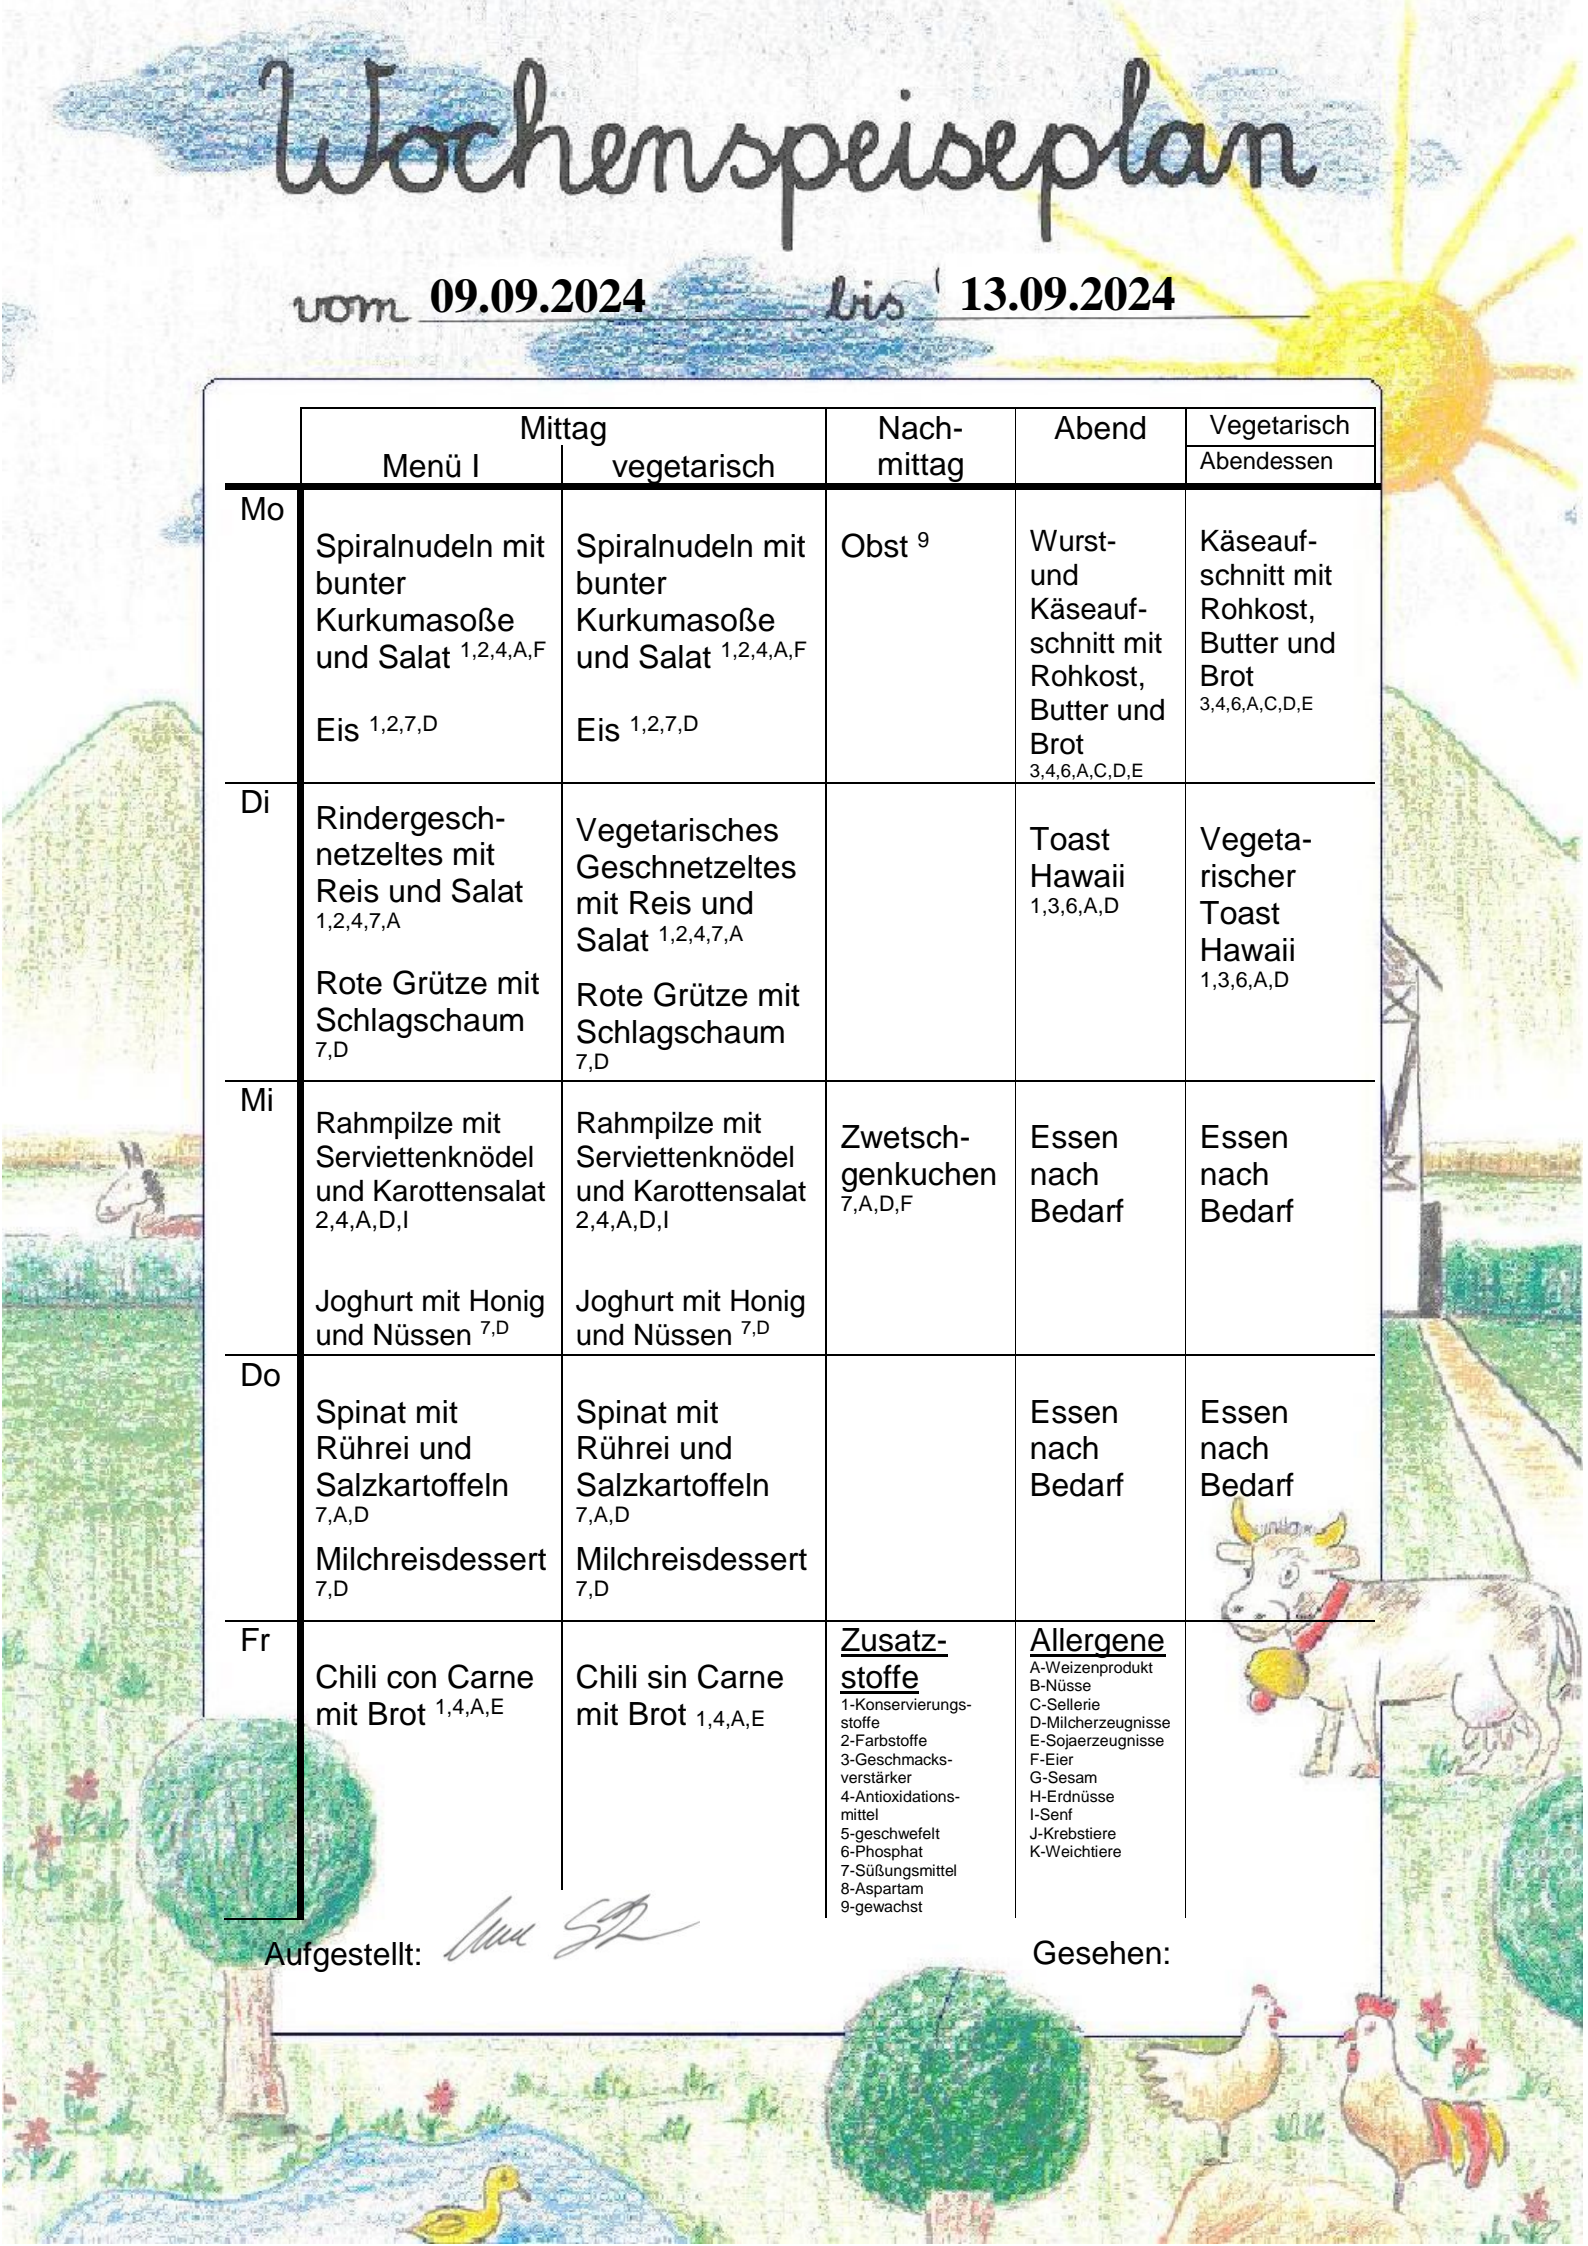 Wochenspeiseplan
vom 09.09.2024 bis 13.09.2024
Mittag
Menü I
vegetarisch
Nach-
mittag
Abend
Vegetarisch
Abendessen
Mo
Spiralnudeln mit
bunter
Kurkumasoße
und Salat 1,2,4,A,F
Eis 1,2,7,D
Spiralnudeln mit
bunter
Kurkumasoße
und Salat 1,2,4,A,F
Eis 1,2,7,D
Obst 9
Wurst-
und
Käseauf-
schnitt mit
Rohkost,
Butter und
Brot
3,4,6,A,C,D,E
Käseauf-
schnitt mit
Rohkost,
Butter und
Brot
3,4,6,A,C,D,E
Di
Rindergesch-
netzeltes mit
Reis und Salat
1,2,4,7,A
Rote Grütze mit
Schlagschaum
7,D
Vegetarisches
Geschnetzeltes
mit Reis und
Salat 1,2,4,7,A
Rote Grütze mit
Schlagschaum
7,D
Toast
Hawaii
1,3,6,A,D
Vegeta-
rischer
Toast
Hawaii
1,3,6,A,D
Mi
Rahmpilze mit
Serviettenknödel
und Karottensalat
2,4,A,D,I
Joghurt mit Honig
und Nüssen 7,D
Rahmpilze mit
Serviettenknödel
und Karottensalat
2,4,A,D,I
Joghurt mit Honig
und Nüssen 7,D
Zwetsch-
genkuchen
7,A,D,F
Essen
nach
Bedarf
Essen
nach
Bedarf
Do
Spinat mit
Rührei und
Salzkartoffeln
7,A,D
Milchreisdessert
7,D
Spinat mit
Rührei und
Salzkartoffeln
7,A,D
Milchreisdessert
7,D
Essen
nach
Bedarf
Essen
nach
Bedarf
Fr
Chili con Carne
mit Brot 1,4,A,E
Chili sin Carne
mit Brot 1,4,A,E
Zusatz-
stoffe
1-Konservierungs-
stoffe
2-Farbstoffe
3-Geschmacks-
verstärker
4-Antioxidations-
mittel
5-geschwefelt
6-Phosphat
7-Süßungsmittel
8-Aspartam
9-gewachst
Allergene
A-Weizenprodukt
B-Nüsse
C-Sellerie
D-Milcherzeugnisse
E-Sojaerzeugnisse
F-Eier
G-Sesam
H-Erdnüsse
I-Senf
J-Krebstiere
K-Weichtiere
Aufgestellt:
Gesehen: